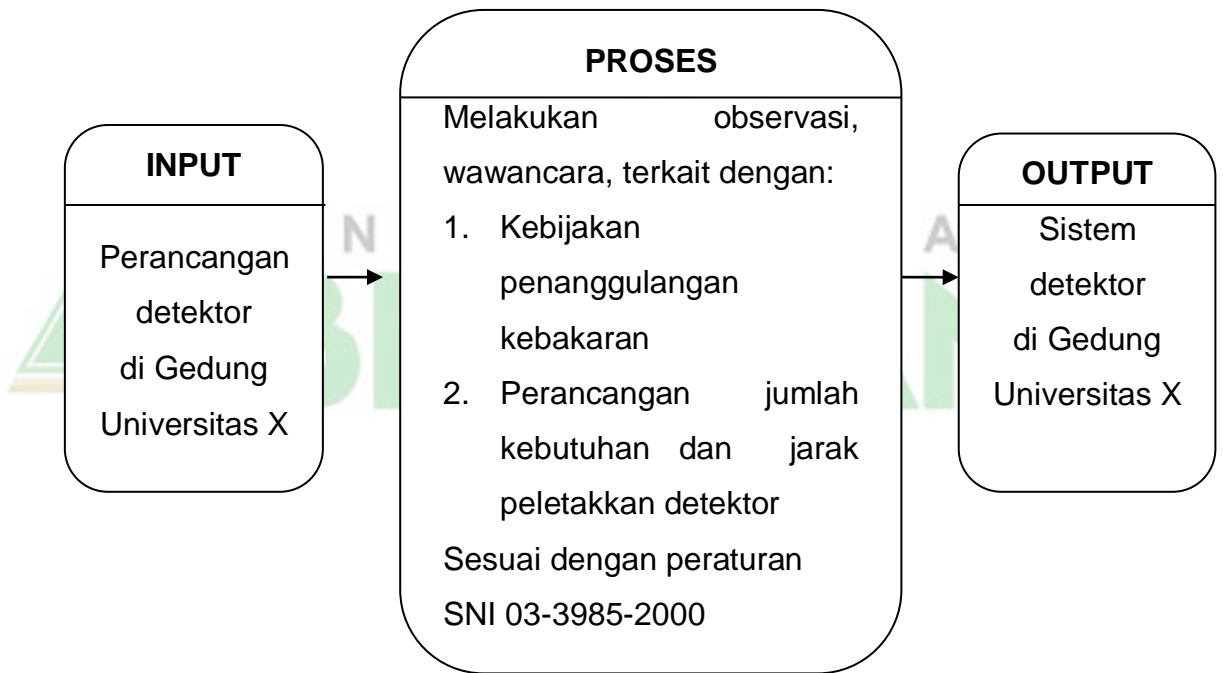 INPUT
Perancangan
detektor
di Gedung
Universitas X
PROSES
Melakukan observasi,
wawancara, terkait dengan:
1. Kebijakan
penanggulangan
kebakaran
2. Perancangan jumlah
kebutuhan dan jarak
peletakkan detektor
Sesuai dengan peraturan
SNI 03-3985-2000
OUTPUT
Sistem
detektor
di Gedung
Universitas X